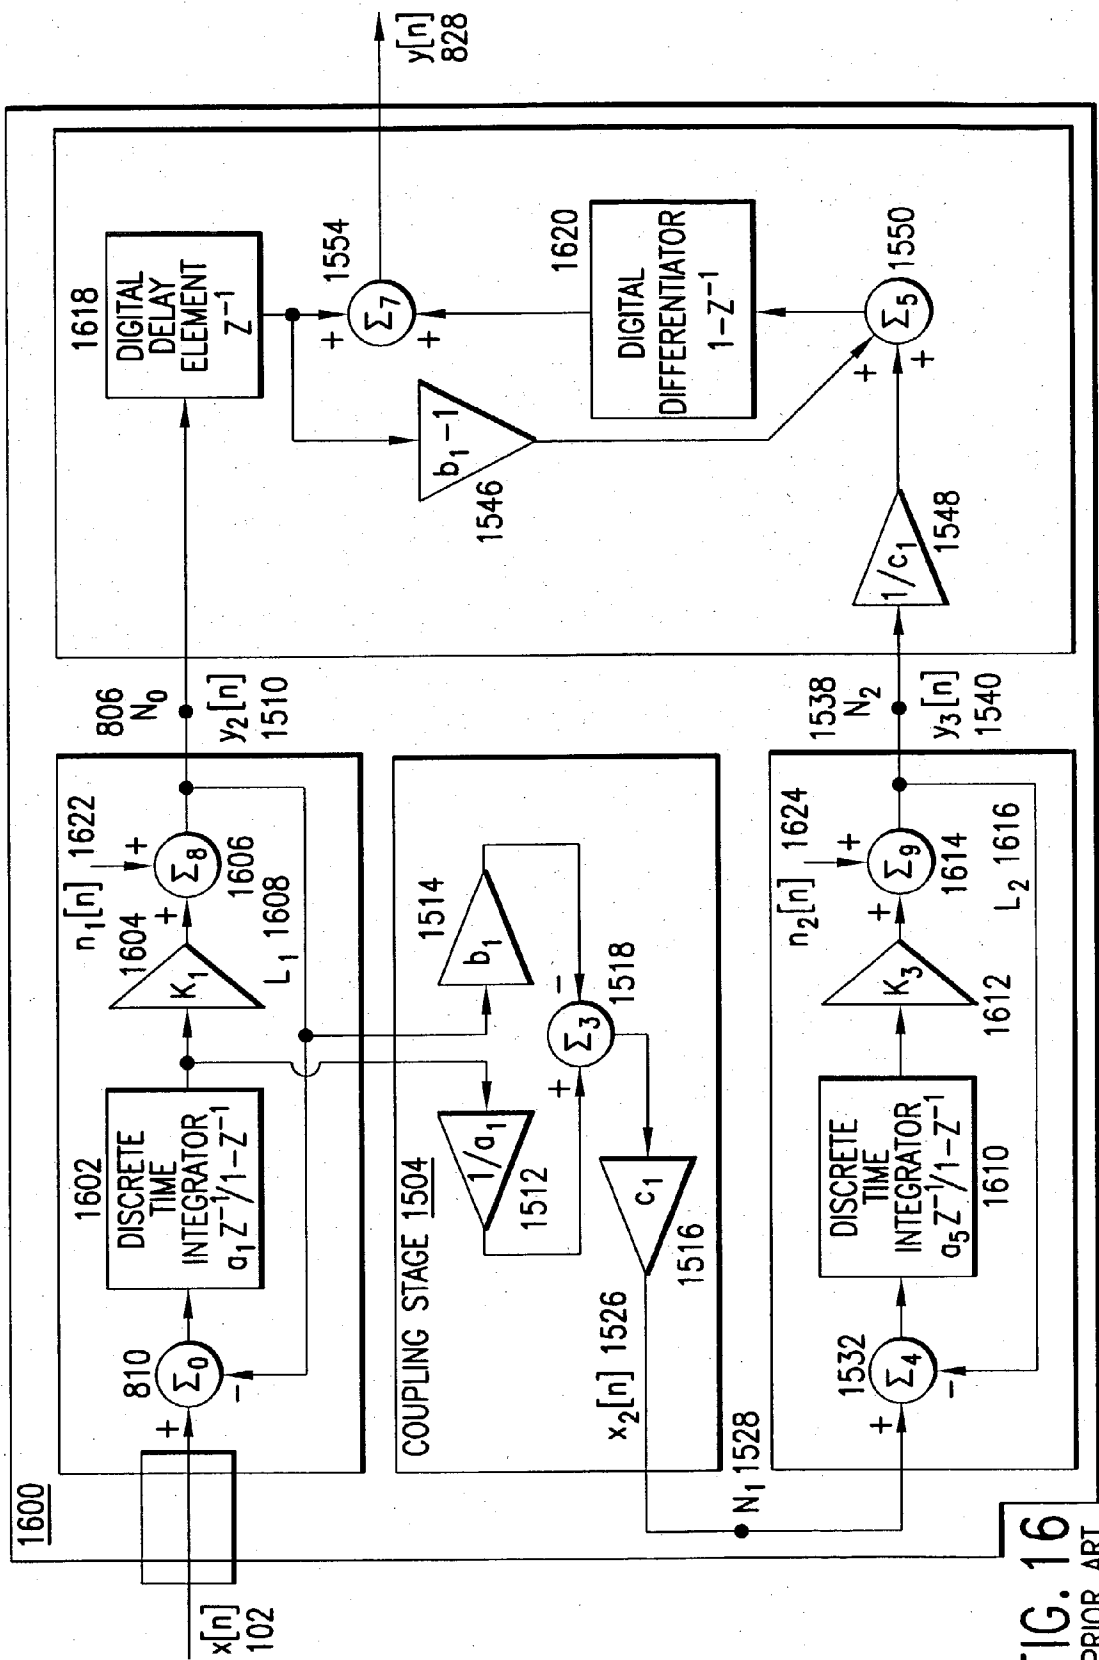 1600
x[n]
102
810
Σ0
+
−
1602
DISCRETE
TIME
INTEGRATOR
a1Z−1/1−Z−1
K1
1604
n1[n]
1622
+
+
Σ8
1606
L1 1608
806
N0
y2[n]
1510
COUPLING STAGE 1504
1/a1
1512
b1
1514
+
−
Σ3
1518
c1
1516
x2[n] 1526
N1 1528
1532
Σ4
+
−
DISCRETE
TIME
INTEGRATOR
a5Z−1/1−Z−1
1610
K3
1612
n2[n]
1624
+
+
Σ9
1614
L2 1616
1538
N2
y3[n]
1540
1618
DIGITAL
DELAY
ELEMENT
Z−1
b1−1
1546
+
+
Σ7
1554
y[n]
828
DIGITAL
DIFFERENTIATOR
1−Z−1
1620
1/c1
1548
+
+
Σ5
1550
FIG. 16
PRIOR ART